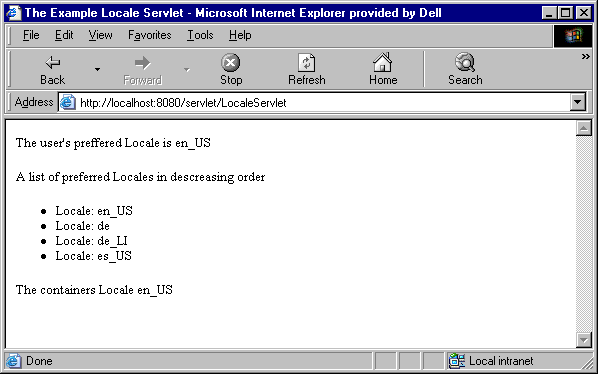 The Example Locale Servlet - Microsoft Internet Explorer provided by Dell
File Edit View Favorites Tools Help
Back Forward Stop Refresh Home Search
Address http://localhost:8080/servlet/LocaleServlet
The user's preffered Locale is en_US
A list of preferred Locales in descreasing order
Locale: en_US
Locale: de
Locale: de_LI
Locale: es_US
The containers Locale en_US
Done Local intranet